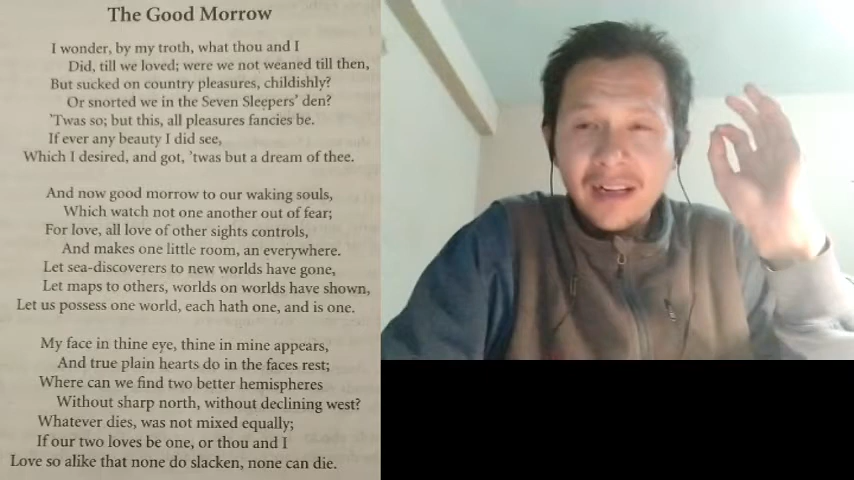 The Good Morrow
I wonder, by my troth, what thou and I
Did, till we loved; were we not weaned till then,
But sucked on country pleasures, childishly?
Or snorted we in the Seven Sleepers' den?
'Twas so; but this, all pleasures fancies be.
If ever any beauty I did see,
Which I desired, and got, 'twas but a dream of thee.
And now good morrow to our waking souls,
Which watch not one another out of fear;
For love, all love of other sights controls,
And makes one little room, an everywhere.
Let sea-discoverers to new worlds have gone,
Let maps to others, worlds on worlds have shown,
Let us possess one world, each hath one, and is one.
My face in thine eye, thine in mine appears,
And true plain hearts do in the faces rest;
Where can we find two better hemispheres
Without sharp north, without declining west?
Whatever dies, was not mixed equally;
If our two loves be one, or thou and I
Love so alike that none do slacken, none can die.